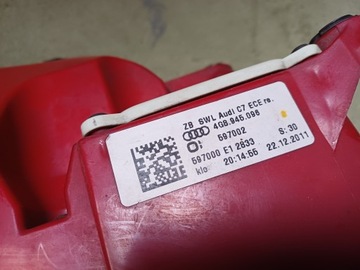 ZB SWL Audi C7 ECE re.
4G8.945.096
597002
597000 E1 2833 S:30
klo: 20:14:56 22.12.2011